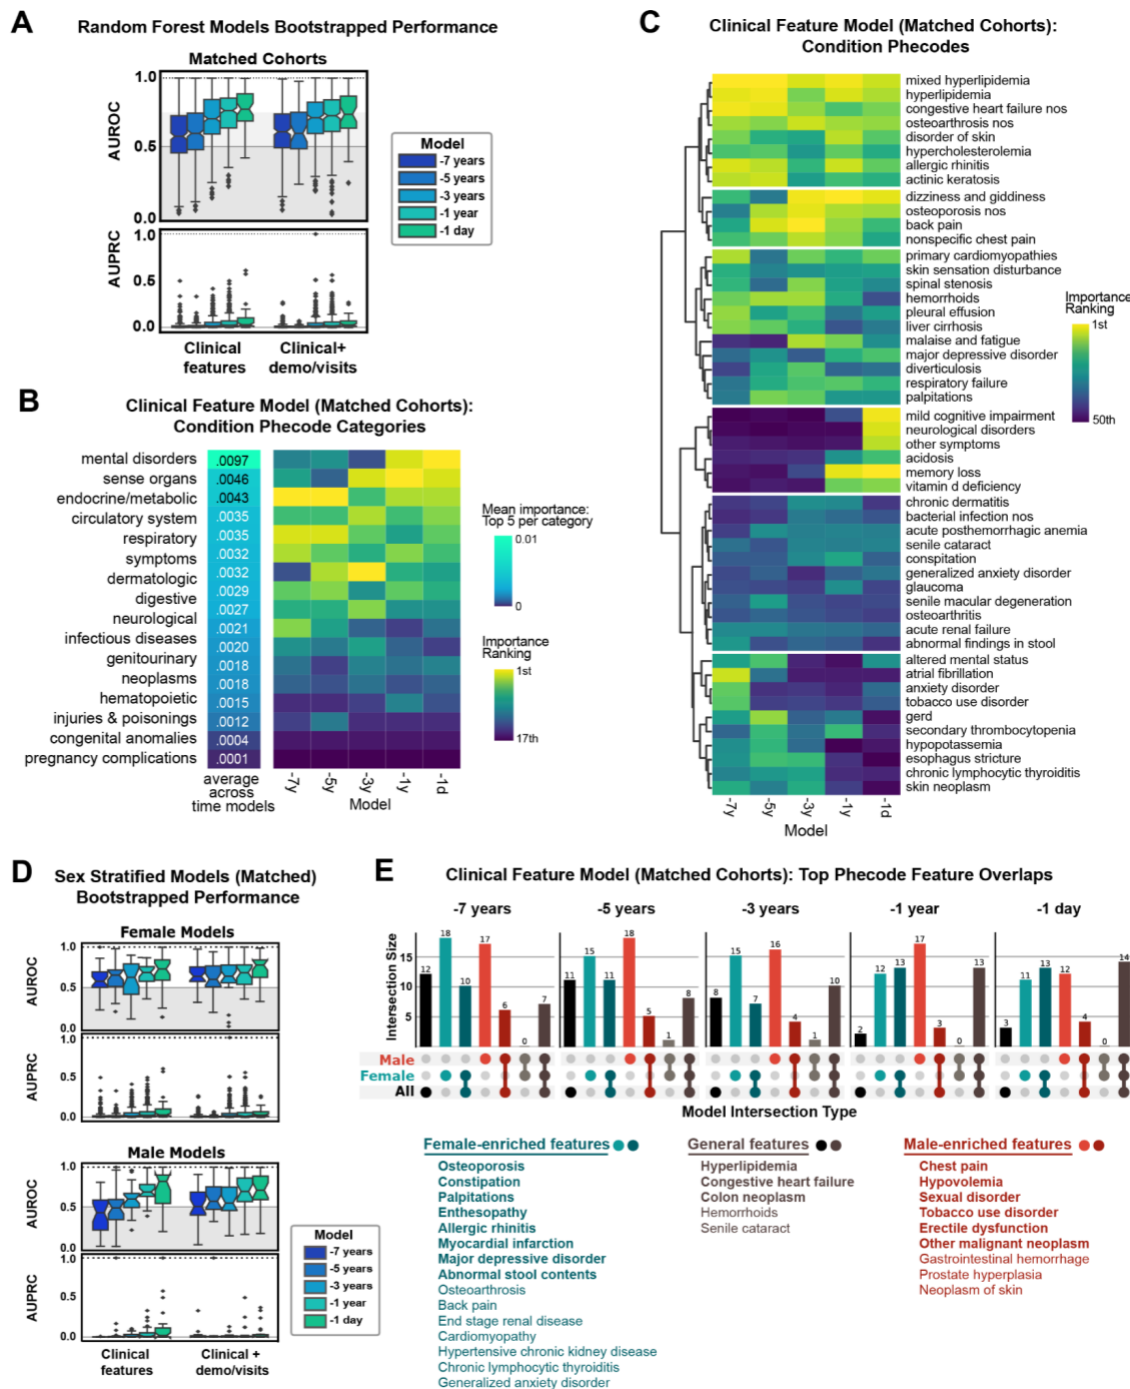 A
Random Forest Models Bootstrapped Performance
Matched Cohorts
1.0
AUROC
0.5
0.0
1.0
AUPRC
0.5
0.0
Clinical
features
Clinical+
demo/visits
Model
-7 years
-5 years
-3 years
-1 year
-1 day
B
Clinical Feature Model (Matched Cohorts):
Condition Phecode Categories
mental disorders .0097
sense organs .0046
endocrine/metabolic .0043
circulatory system .0035
respiratory .0035
symptoms .0032
dermatologic .0032
digestive .0029
neurological .0027
infectious diseases .0021
genitourinary .0020
neoplasms .0018
hematopoietic .0018
injuries & poisonings .0015
congenital anomalies .0012
pregnancy complications .0004
.0001
average
across
time models
-7y -5y -3y -1y -1d
Model
Mean importance:
Top 5 per category
0.01
0
Importance
Ranking
1st
17th
C
Clinical Feature Model (Matched Cohorts):
Condition Phecodes
mixed hyperlipidemia
hyperlipidemia
congestive heart failure nos
osteoarthrosis nos
disorder of skin
hypercholesterolemia
allergic rhinitis
actinic keratosis
dizziness and giddiness
osteoporosis nos
back pain
nonspecific chest pain
primary cardiomyopathies
skin sensation disturbance
spinal stenosis
hemorrhoids
pleural effusion
liver cirrhosis
malaise and fatigue
major depressive disorder
diverticulosis
respiratory failure
palpitations
mild cognitive impairment
neurological disorders
other symptoms
acidosis
memory loss
vitamin d deficiency
chronic dermatitis
bacterial infection nos
acute posthemorrhagic anemia
senile cataract
conspitation
generalized anxiety disorder
glaucoma
senile macular degeneration
osteoarthritis
acute renal failure
abnormal findings in stool
altered mental status
atrial fibrillation
anxiety disorder
tobacco use disorder
gerd
secondary thrombocytopenia
hypopotassemia
esophagus stricture
chronic lymphocytic thyroiditis
skin neoplasm
-7y -5y -3y -1y -1d
Model
Importance
Ranking
1st
50th
D
Sex Stratified Models (Matched)
Bootstrapped Performance
Female Models
1.0
AUROC
0.5
0.0
1.0
AUPRC
0.5
0.0
Male Models
1.0
AUROC
0.5
0.0
1.0
AUPRC
0.5
0.0
Clinical
features
Clinical +
demo/visits
Model
-7 years
-5 years
-3 years
-1 year
-1 day
E
Clinical Feature Model (Matched Cohorts): Top Phecode Feature Overlaps
-7 years -5 years -3 years -1 year -1 day
Intersection Size
15
10
5
12 18 10 17 6 0 7
11 15 11 18 5 1 8
8 15 7 16 4 1 10
2 12 13 17 3 0 13
3 11 13 12 4 0 14
Male
Female
All
Model Intersection Type
Female-enriched features
Osteoporosis
Constipation
Palpitations
Enthesopathy
Allergic rhinitis
Myocardial infarction
Major depressive disorder
Abnormal stool contents
Osteoarthrosis
Back pain
End stage renal disease
Cardiomyopathy
Hypertensive chronic kidney disease
Chronic lymphocytic thyroiditis
Generalized anxiety disorder
General features
Hyperlipidemia
Congestive heart failure
Colon neoplasm
Hemorrhoids
Senile cataract
Male-enriched features
Chest pain
Hypovolemia
Sexual disorder
Tobacco use disorder
Erectile dysfunction
Other malignant neoplasm
Gastrointestinal hemorrhage
Prostate hyperplasia
Neoplasm of skin